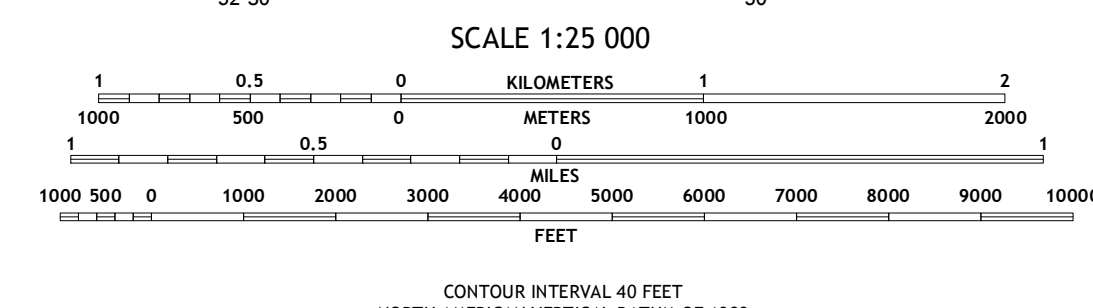 SCALE 1:25 000
1 0.5 0 KILOMETERS 1 2
1000 500 0 METERS 1000 2000
1 0.5 0 1
MILES
1000 500 0 1000 2000 3000 4000 5000 6000 7000 8000 9000 10000
FEET
CONTOUR INTERVAL 40 FEET